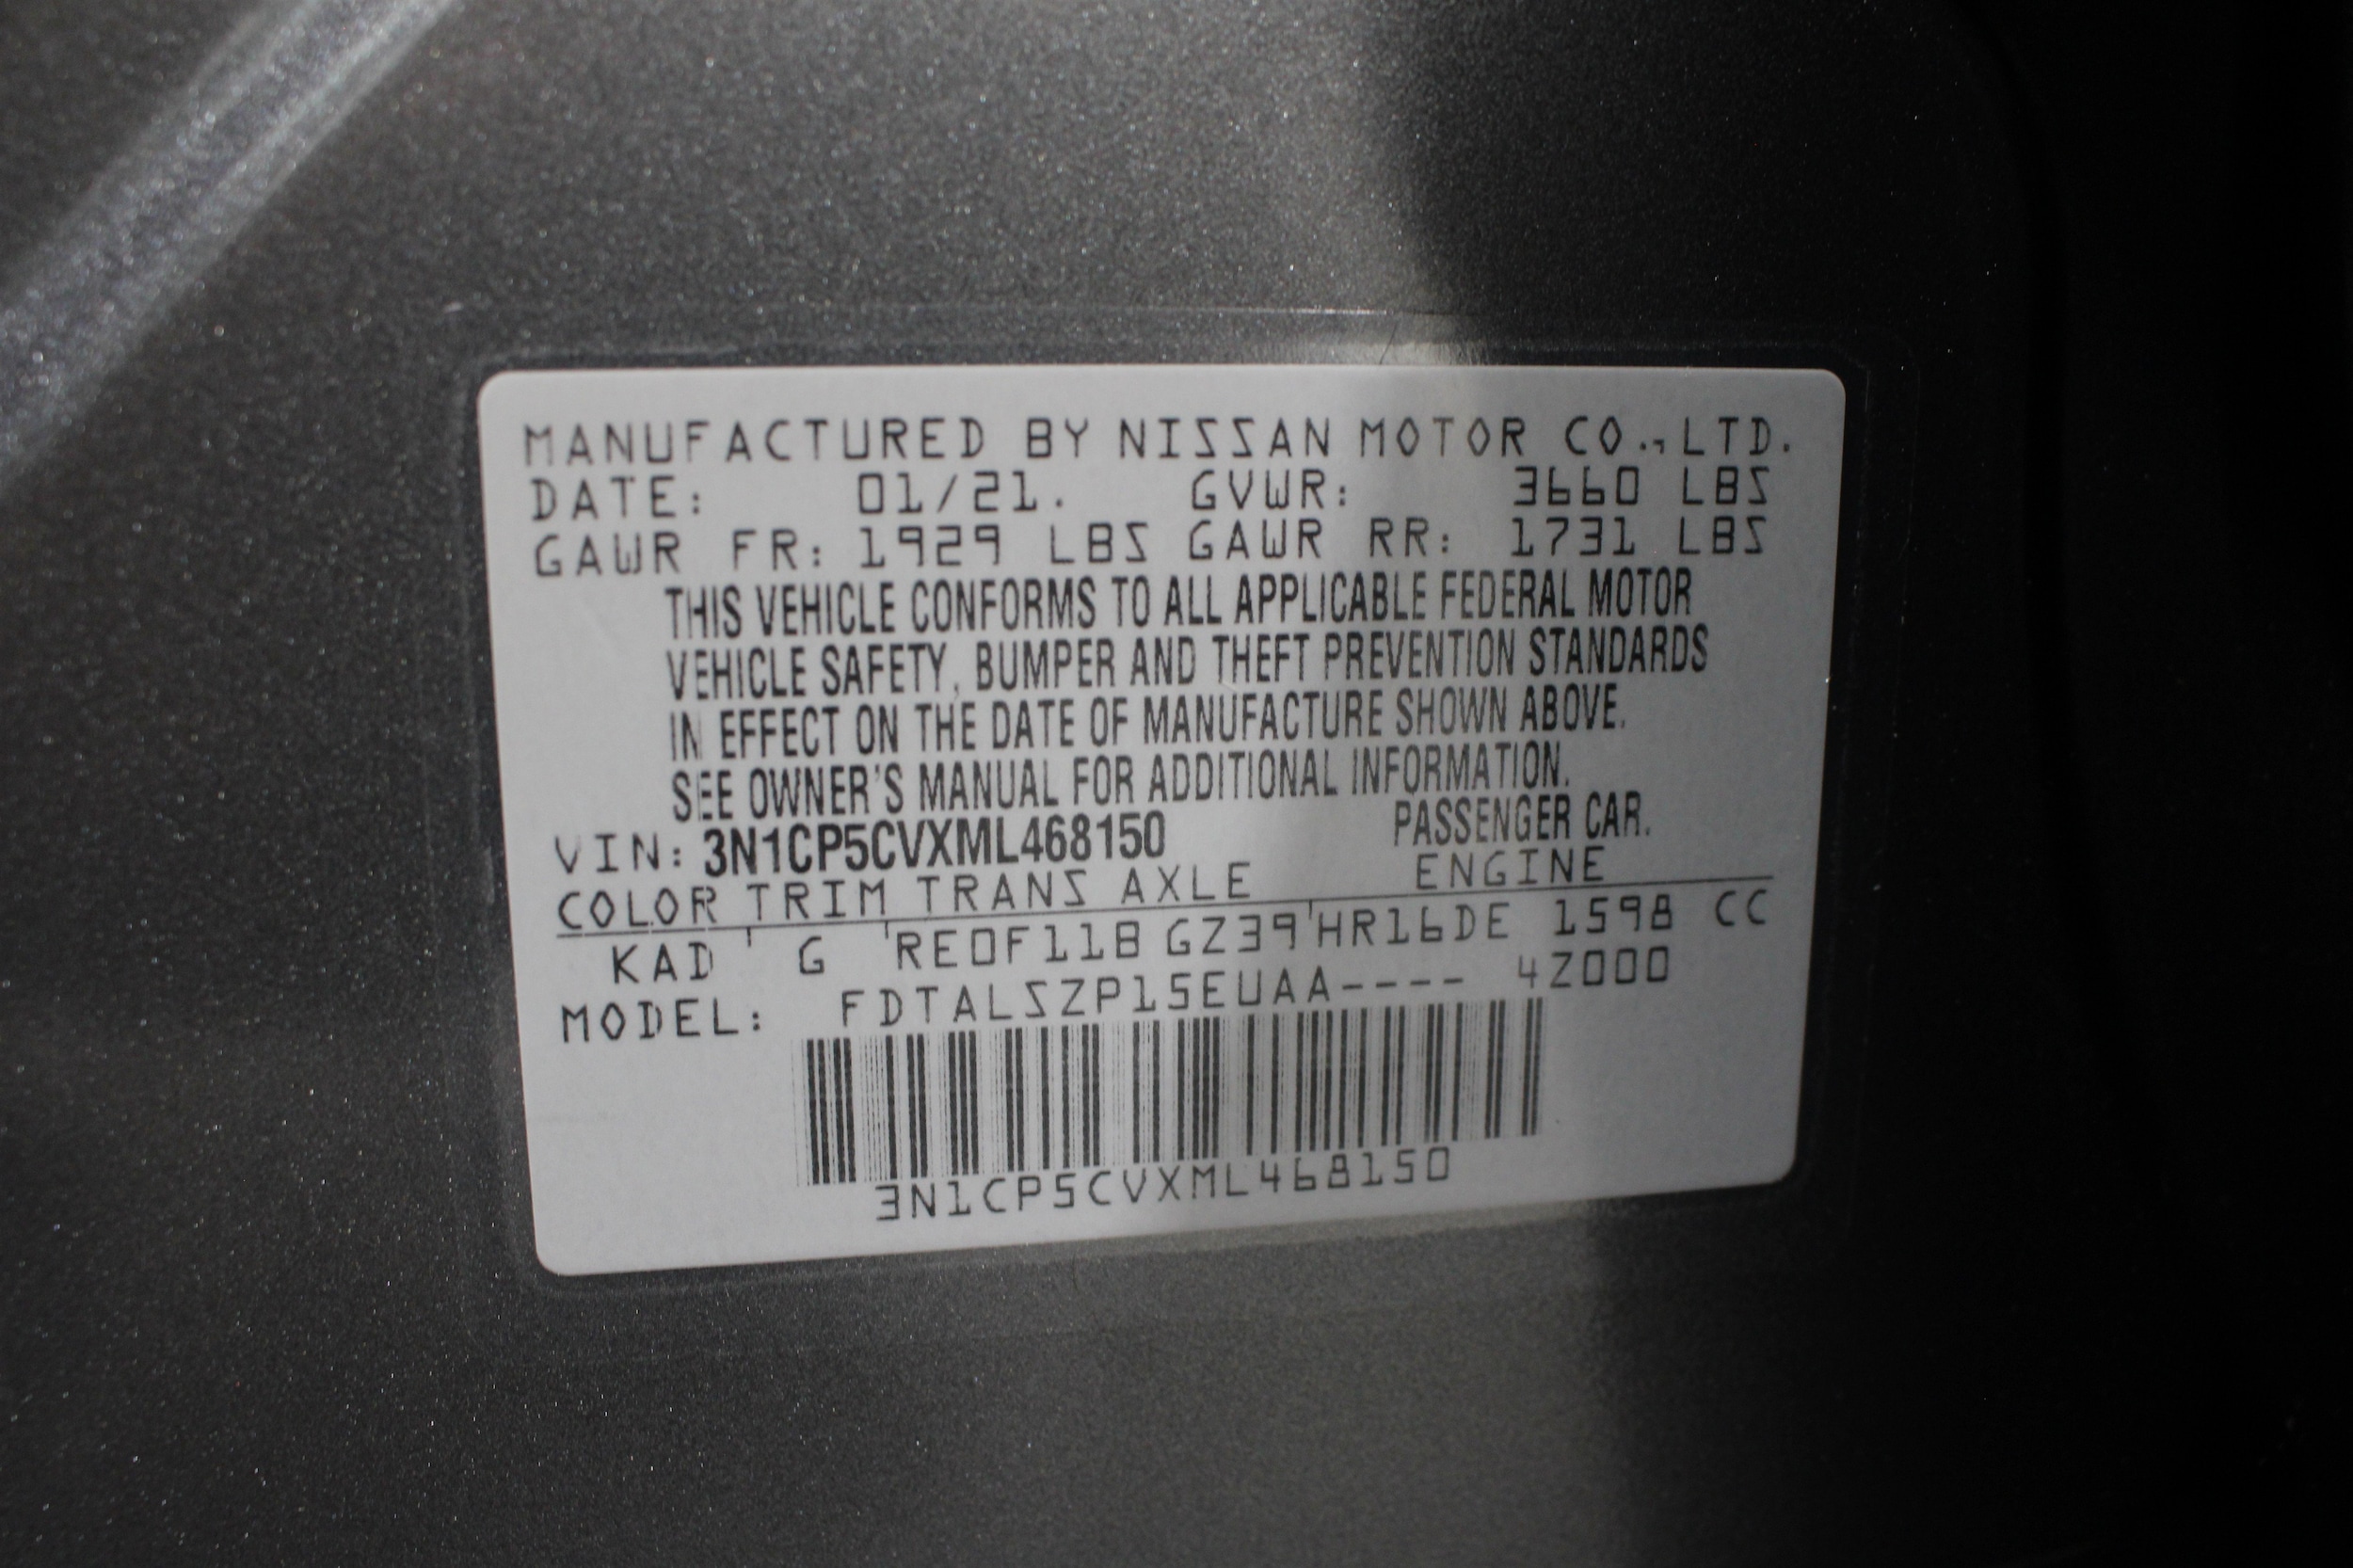 MANUFACTURED BY NISSAN MOTOR CO.,LTD.
DATE: 01/21. GVWR: 3660 LBS
GAWR FR: 1929 LBS GAWR RR: 1731 LBS
THIS VEHICLE CONFORMS TO ALL APPLICABLE FEDERAL MOTOR
VEHICLE SAFETY, BUMPER AND THEFT PREVENTION STANDARDS
IN EFFECT ON THE DATE OF MANUFACTURE SHOWN ABOVE.
SEE OWNER'S MANUAL FOR ADDITIONAL INFORMATION.
VIN: 3N1CP5CVXML468150 PASSENGER CAR.
COLOR TRIM TRANS AXLE ENGINE
KAD G RE0F11B GZ39 HR16DE 1598 CC
MODEL: FDTALSZP15EUAA---- 4Z000
3N1CP5CVXML468150